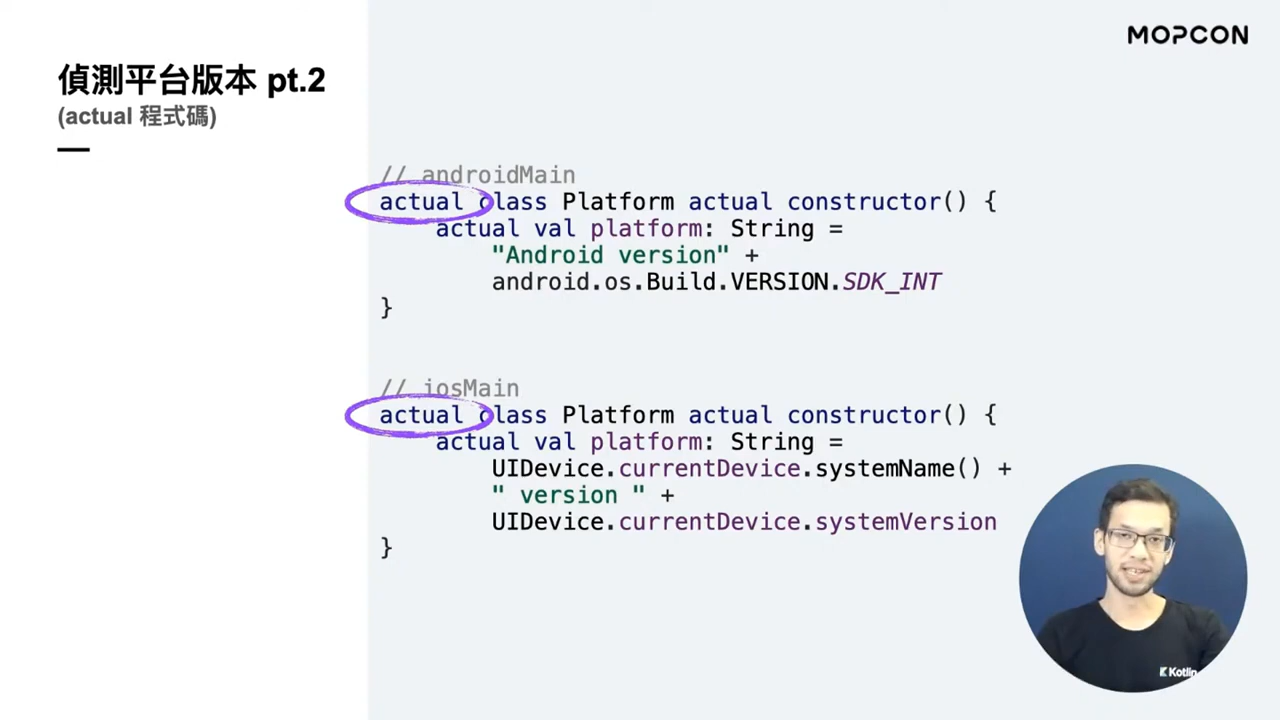 MOPCON
偵測平台版本 pt.2
(actual 程式碼)
// androidMain
actual class Platform actual constructor() {
    actual val platform: String =
        "Android version" +
        android.os.Build.VERSION.SDK_INT
}
// iosMain
actual class Platform actual constructor() {
    actual val platform: String =
        UIDevice.currentDevice.systemName() +
        " version " +
        UIDevice.currentDevice.systemVersion
}
Kotlin